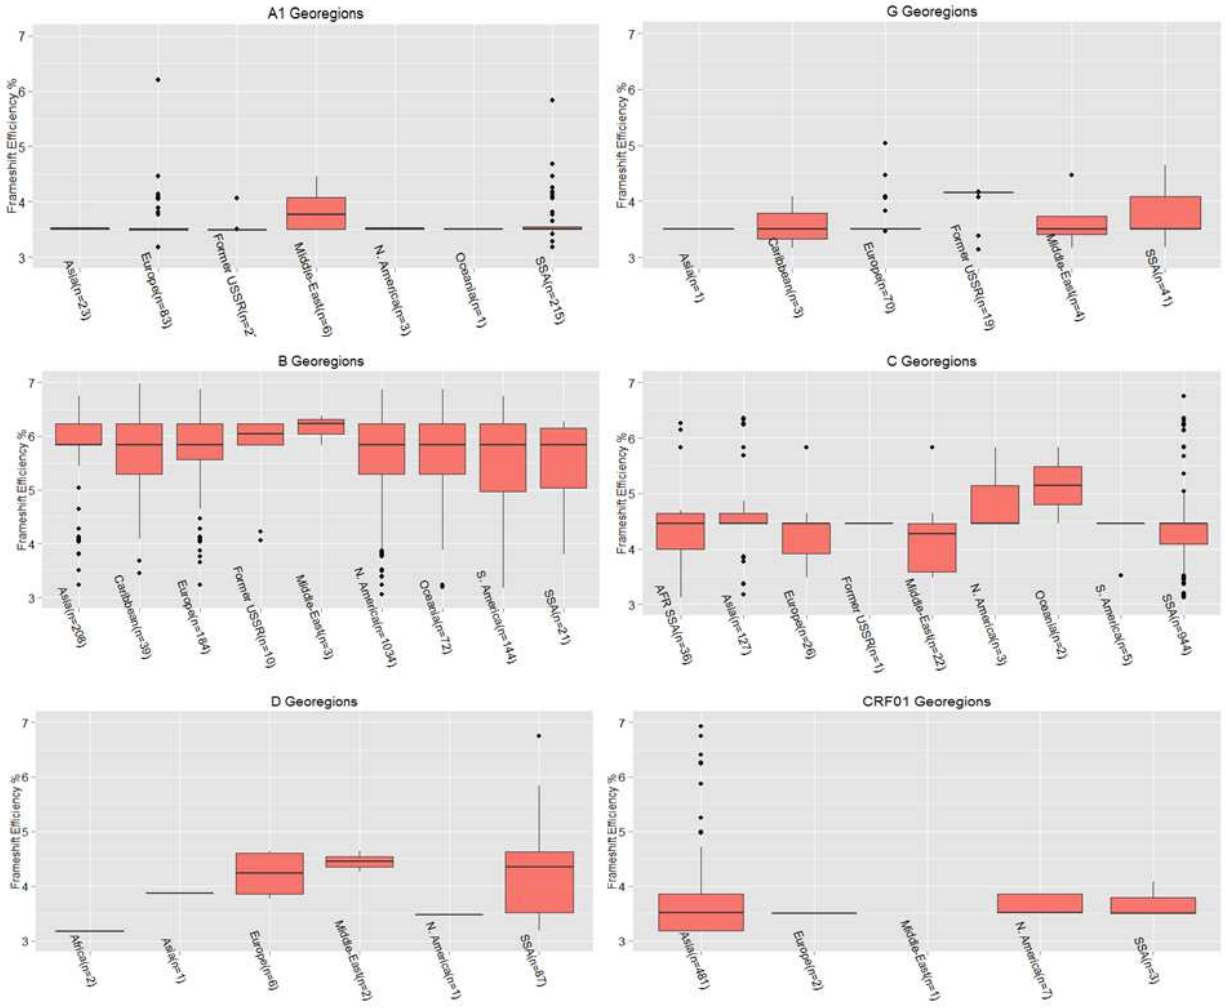 A1 Georegions
Frameshift Efficiency %
7
6
5
4
3
Asia(n=23)
Europe(n=83)
Former USSR(n=2
Middle-East(n=6)
N. America(n=3)
Oceania(n=1)
SSA(n=215)
G Georegions
Frameshift Efficiency %
7
6
5
4
3
Asia(n=1)
Caribbean(n=3)
Europe(n=70)
Former USSR(n=19)
Middle-East(n=4)
SSA(n=41)
B Georegions
Frameshift Efficiency %
7
6
5
4
3
Asia(n=208)
Caribbean(n=39)
Europe(n=184)
Former USSR(n=10)
Middle-East(n=3)
N. America(n=1034)
Oceania(n=72)
S. America(n=144)
SSA(n=21)
C Georegions
Frameshift Efficiency %
7
6
5
4
3
AFR SSA(n=36)
Asia(n=127)
Europe(n=26)
Former USSR(n=1)
Middle-East(n=22)
N. America(n=3)
Oceania(n=2)
S. America(n=5)
SSA(n=944)
D Georegions
Frameshift Efficiency %
7
6
5
4
3
Africa(n=2)
Asia(n=1)
Europe(n=6)
Middle-East(n=2)
N. America(n=1)
SSA(n=87)
CRF01 Georegions
Frameshift Efficiency %
7
6
5
4
3
Asia(n=481)
Europe(n=2)
Middle-East(n=1)
N. America(n=7)
SSA(n=3)